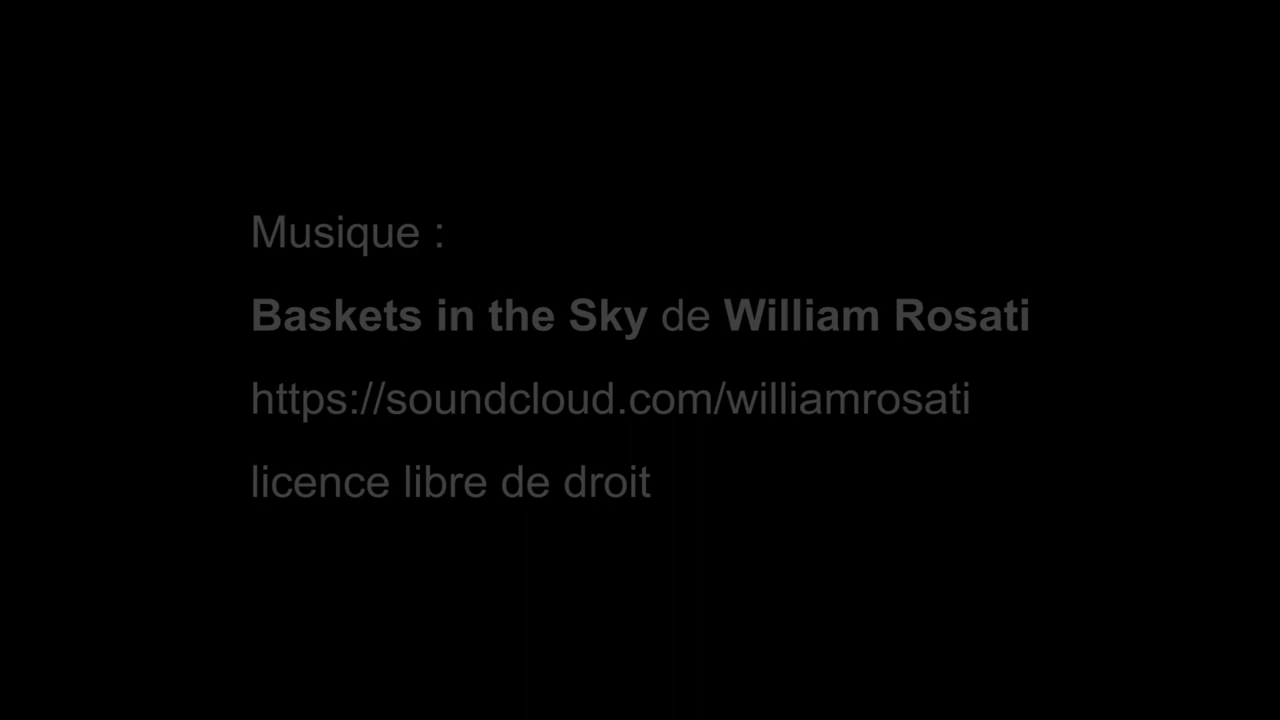 Musique :
Baskets in the Sky de William Rosati
https://soundcloud.com/williamrosati
licence libre de droit